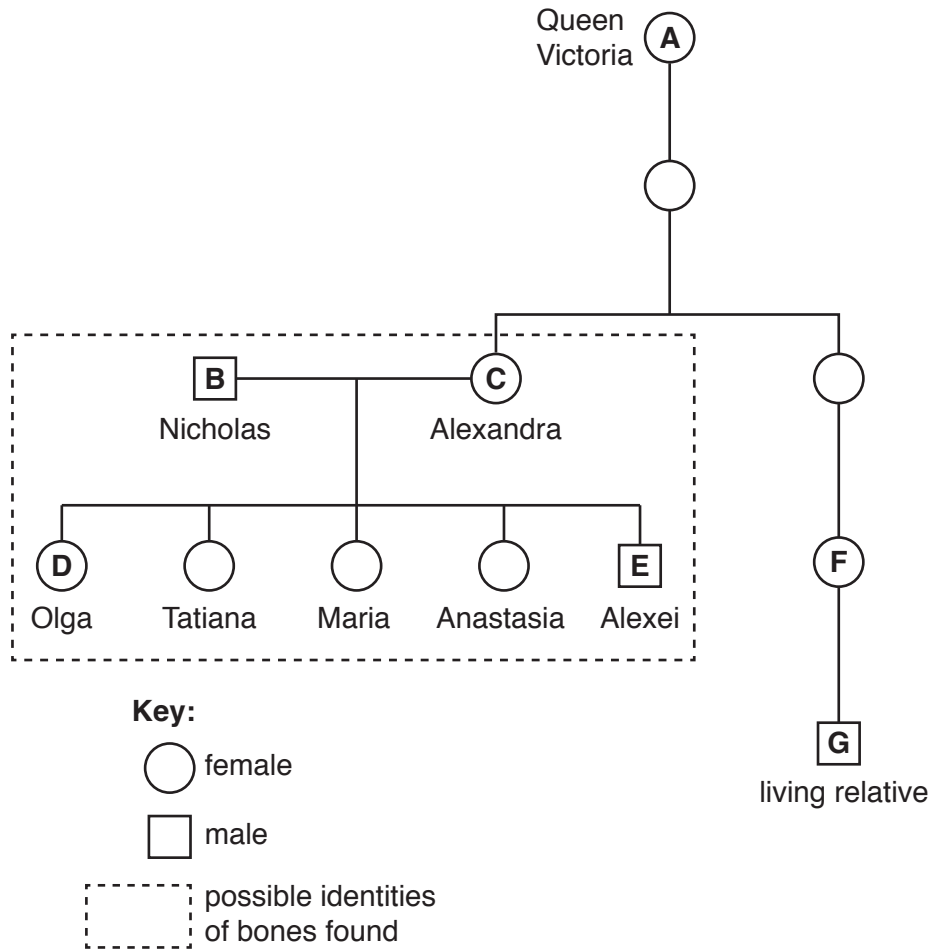 Queen
Victoria
A
B
C
Nicholas
Alexandra
D
E
F
Olga
Tatiana
Maria
Anastasia
Alexei
Key:
female
G
living relative
male
possible identities
of bones found